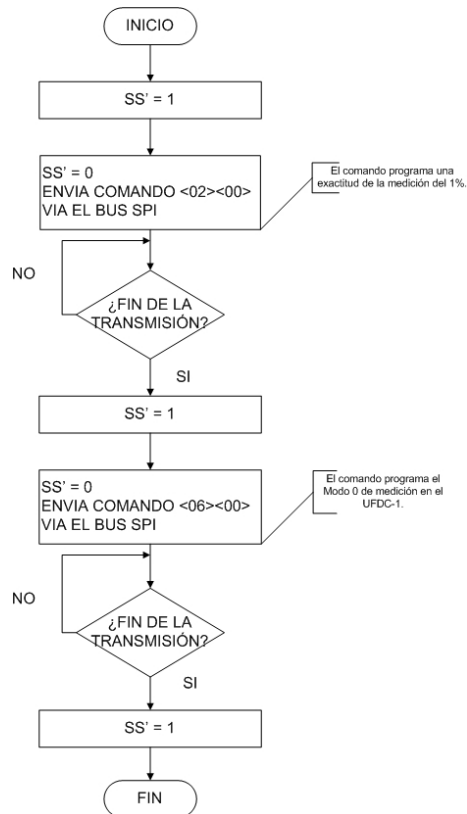 INICIO
SS' = 1
SS' = 0
ENVIA COMANDO <02><00>
VIA EL BUS SPI
El comando programa una
exactitud de la medición del 1%.
NO
¿FIN DE LA
TRANSMISIÓN?
SI
SS' = 1
SS' = 0
ENVIA COMANDO <06><00>
VIA EL BUS SPI
El comando programa el
Modo 0 de medición en el
UFDC-1.
NO
¿FIN DE LA
TRANSMISIÓN?
SI
SS' = 1
FIN